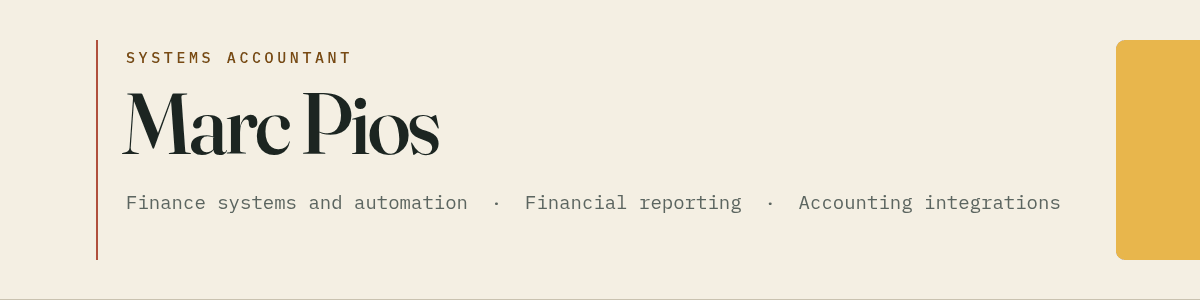 SYSTEMS ACCOUNTANT
Marc Pios
Finance systems and automation · Financial reporting · Accounting integrations